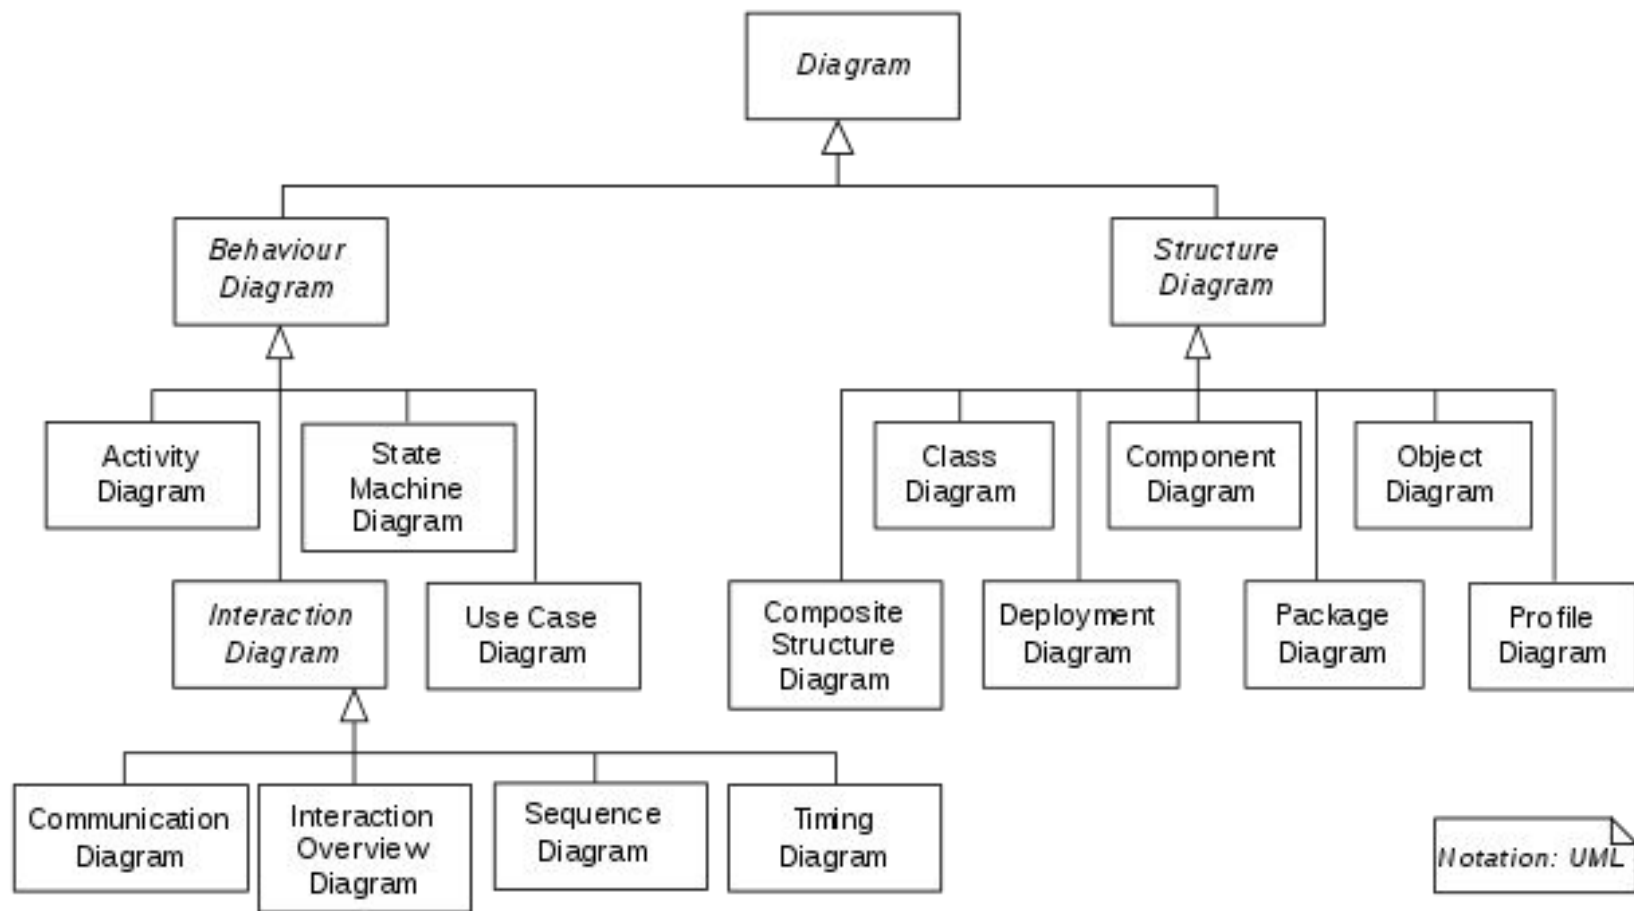 Diagram
Behaviour
Diagram
Structure
Diagram
Activity
Diagram
State
Machine
Diagram
Class
Diagram
Component
Diagram
Object
Diagram
Interaction
Diagram
Use Case
Diagram
Composite
Structure
Diagram
Deployment
Diagram
Package
Diagram
Profile
Diagram
Communication
Diagram
Interaction
Overview
Diagram
Sequence
Diagram
Timing
Diagram
Notation: UML